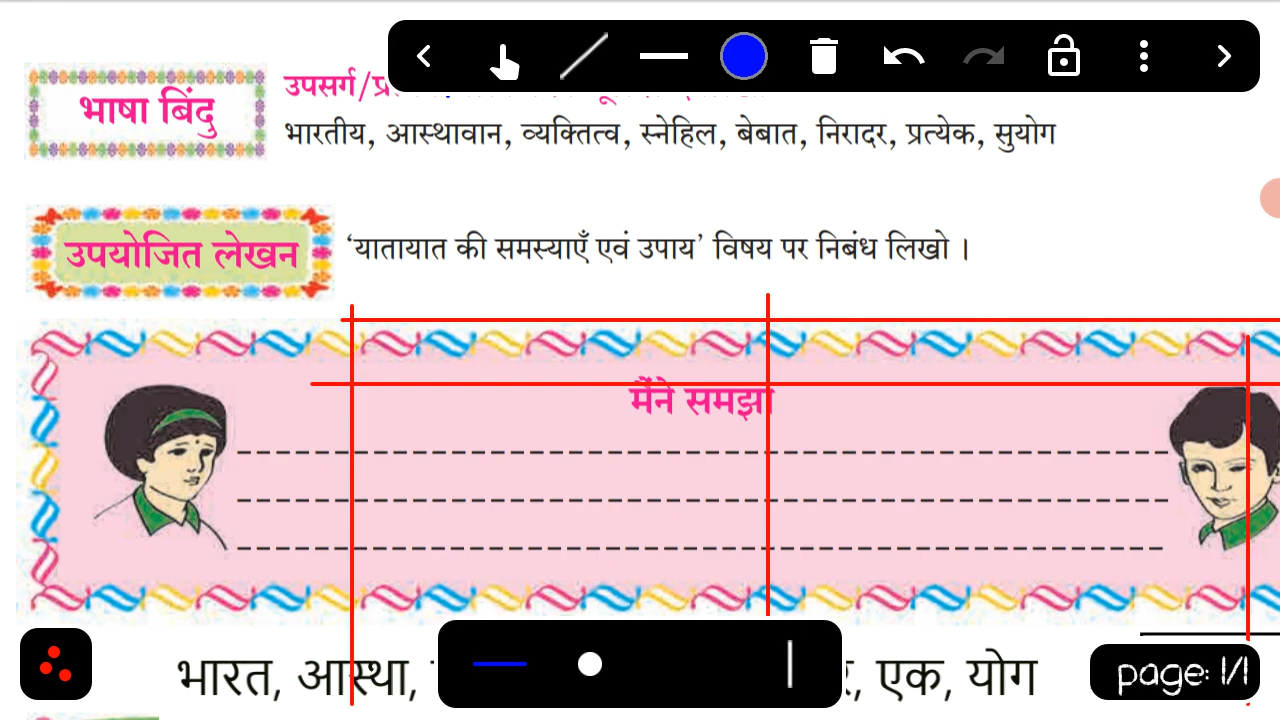 भाषा बिंदु
उपसर्ग/प्र
भारतीय, आस्थावान, व्यक्तित्व, स्नेहिल, बेबात, निरादर, प्रत्येक, सुयोग
उपयोजित लेखन
‘यातायात की समस्याएँ एवं उपाय’ विषय पर निबंध लिखो ।
मैंने समझा
भारत, आस्था,
एक, योग
page: 1/1